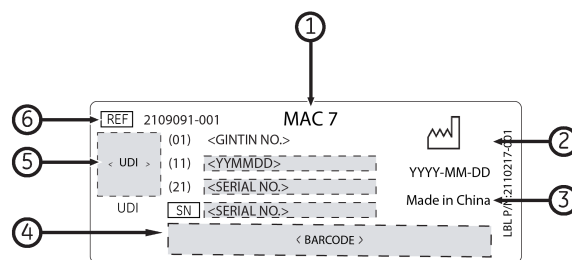 1
6
REF 2109091-001 MAC 7
2
(01) <GINTIN NO.>
5
< UDI > (11) <YYMMDD>
YYYY-MM-DD
(21) <SERIAL NO.>
Made in China
3
UDI SN <SERIAL NO.>
LBL P/N:2110217-001
4
< BARCODE >